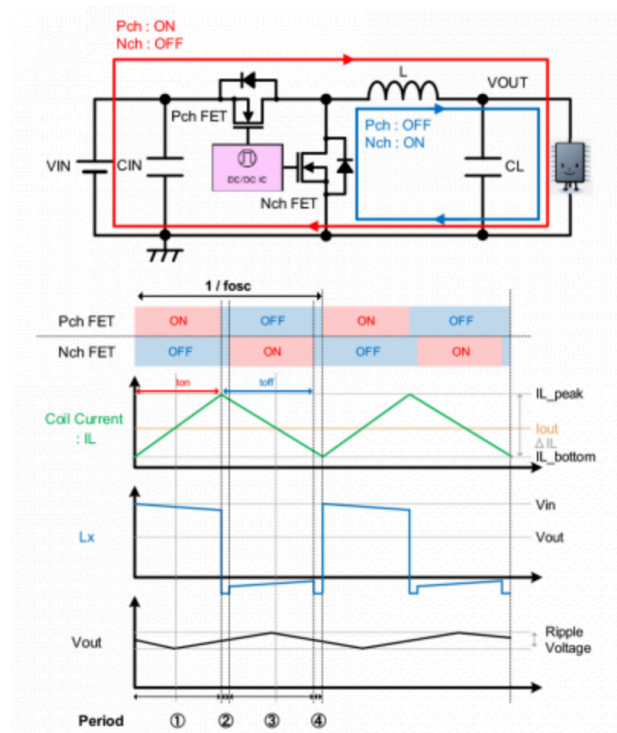 Pch : ON
Nch : OFF
L
VOUT
Pch FET
Pch : OFF
Nch : ON
VIN
CIN
DC/DC IC
CL
Nch FET
1 / fosc
Pch FET
ON
OFF
ON
OFF
Nch FET
OFF
ON
OFF
ON
ton
toff
IL_peak
Coil Current
: IL
Iout
Δ IL
IL_bottom
Vin
Lx
Vout
Vout
Ripple
Voltage
Period
①
②
③
④